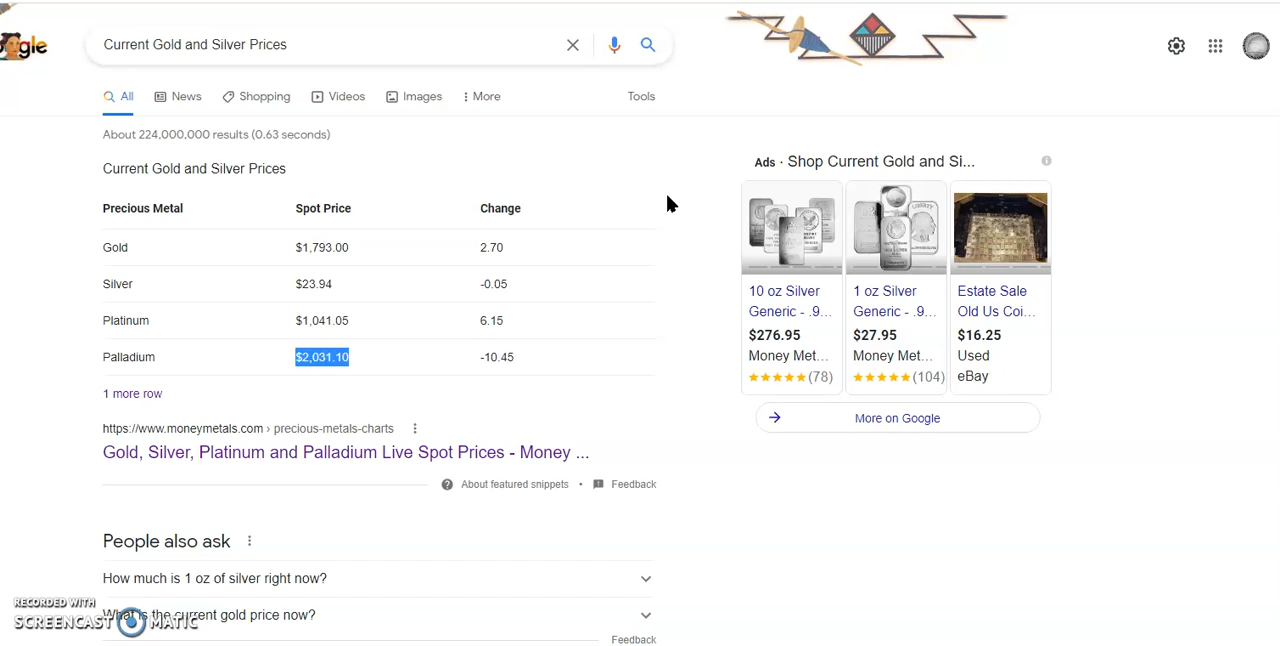 gle
Current Gold and Silver Prices
All News Shopping Videos Images More Tools
About 224,000,000 results (0.63 seconds)
Current Gold and Silver Prices
Precious Metal Spot Price Change
Gold $1,793.00 2.70
Silver $23.94 -0.05
Platinum $1,041.05 6.15
Palladium $2,031.10 -10.45
1 more row
https://www.moneymetals.com › precious-metals-charts
Gold, Silver, Platinum and Palladium Live Spot Prices - Money ...
About featured snippets • Feedback
People also ask
How much is 1 oz of silver right now?
What is the current gold price now?
Feedback
Ads · Shop Current Gold and Si...
10 oz Silver
Generic - .9...
$276.95
Money Met...
(78)
1 oz Silver
Generic - .9...
$27.95
Money Met...
(104)
Estate Sale
Old Us Coi...
$16.25
Used
eBay
More on Google
RECORDED WITH
SCREENCAST MATIC